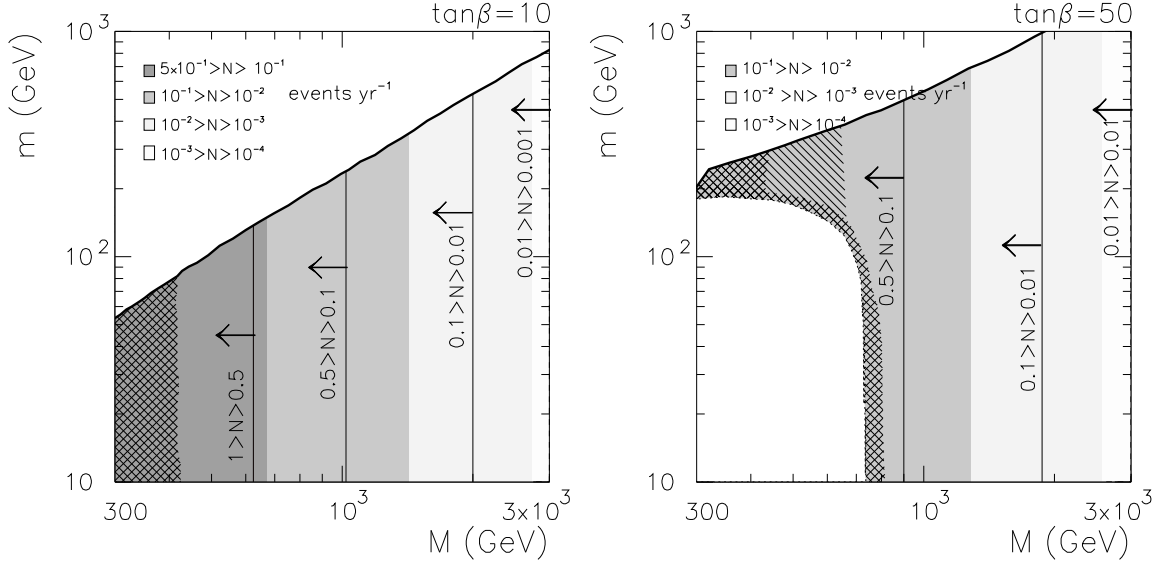 tanβ=10
m (GeV)
10³
10²
10
5×10⁻¹>N> 10⁻¹
10⁻¹>N>10⁻²
10⁻²>N>10⁻³
10⁻³>N>10⁻⁴
events yr⁻¹
1>N>0.5
0.5>N>0.1
0.1>N>0.01
0.01>N>0.001
300
10³
3×10³
M (GeV)
tanβ=50
m (GeV)
10³
10²
10
10⁻¹>N> 10⁻²
10⁻² >N> 10⁻³
10⁻³>N> 10⁻⁴
events yr⁻¹
0.5>N>0.1
0.1>N>0.01
0.01>N>0.01
300
10³
3×10³
M (GeV)